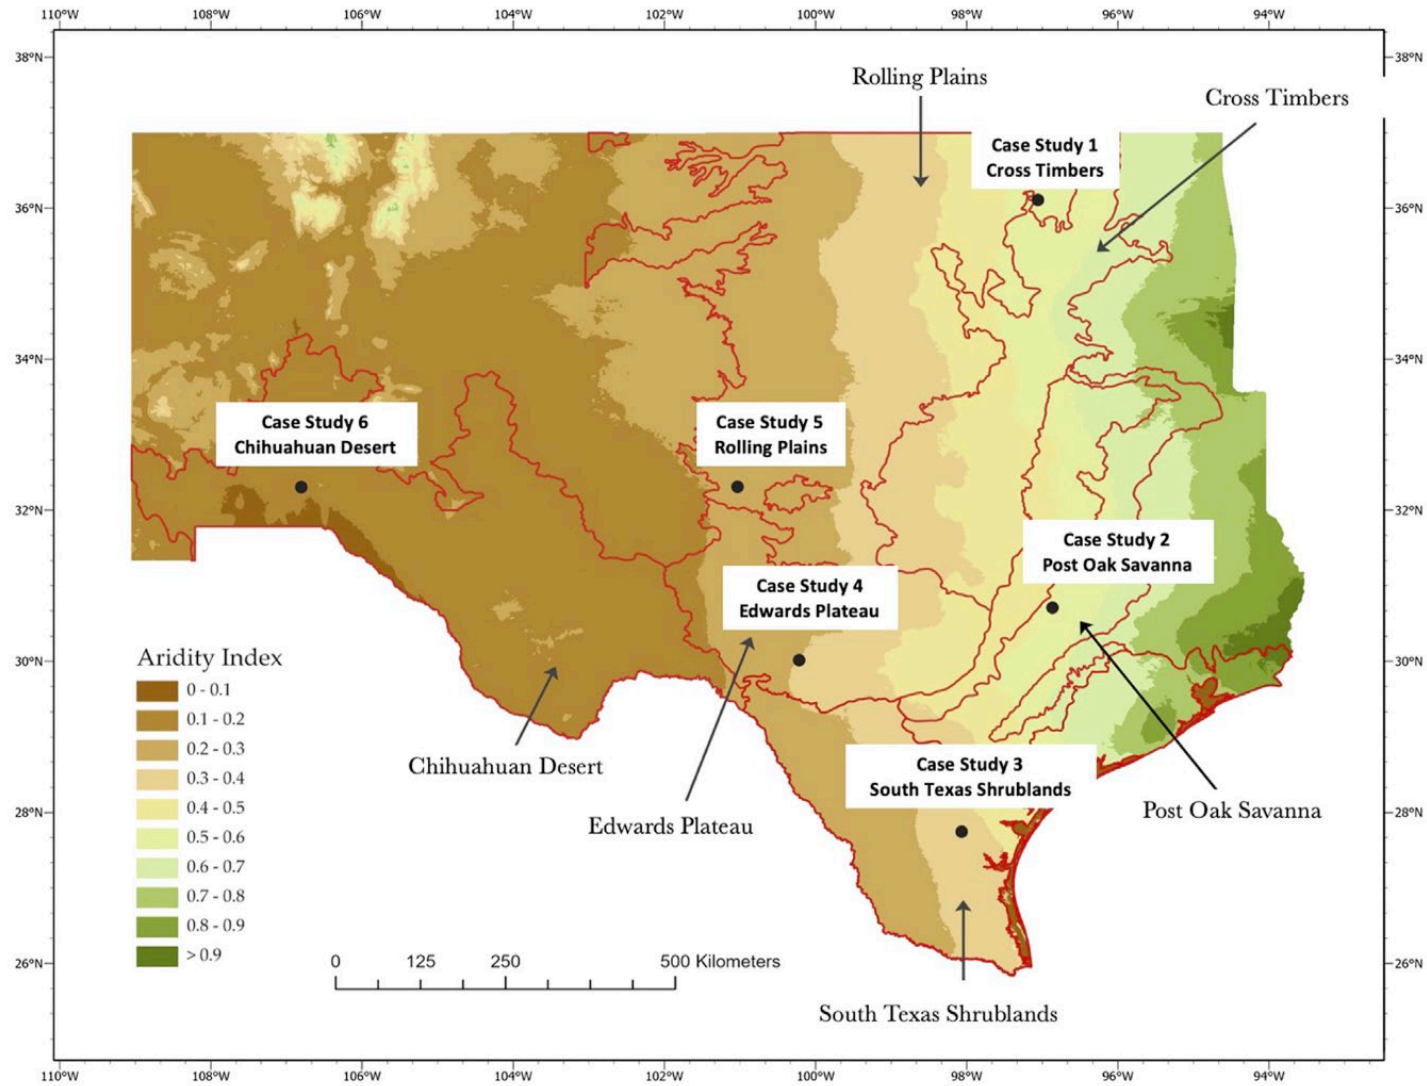 110°W 108°W 106°W 104°W 102°W 100°W 98°W 96°W 94°W
38°N 38°N
Rolling Plains
Cross Timbers
Case Study 1
Cross Timbers
36°N 36°N
34°N 34°N
Case Study 6
Chihuahuan Desert
Case Study 5
Rolling Plains
32°N 32°N
Case Study 2
Post Oak Savanna
Case Study 4
Edwards Plateau
30°N 30°N
Aridity Index
0 - 0.1
0.1 - 0.2
0.2 - 0.3
0.3 - 0.4
0.4 - 0.5
0.5 - 0.6
0.6 - 0.7
0.7 - 0.8
0.8 - 0.9
> 0.9
Chihuahuan Desert
Case Study 3
South Texas Shrublands
Edwards Plateau
Post Oak Savanna
28°N 28°N
0 125 250 500 Kilometers
26°N 26°N
South Texas Shrublands
110°W 108°W 106°W 104°W 102°W 100°W 98°W 96°W 94°W